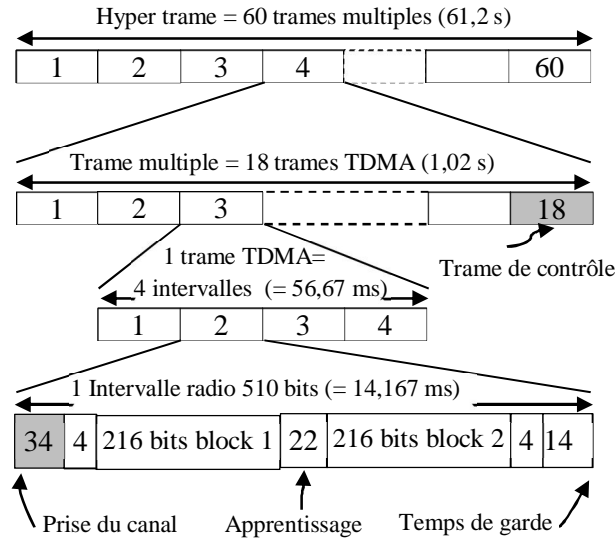 Hyper trame = 60 trames multiples (61,2 s)
1 2 3 4 60
Trame multiple = 18 trames TDMA (1,02 s)
1 2 3 18
Trame de contrôle
1 trame TDMA=
4 intervalles (= 56,67 ms)
1 2 3 4
1 Intervalle radio 510 bits (= 14,167 ms)
34 4 216 bits block 1 22 216 bits block 2 4 14
Prise du canal Apprentissage Temps de garde